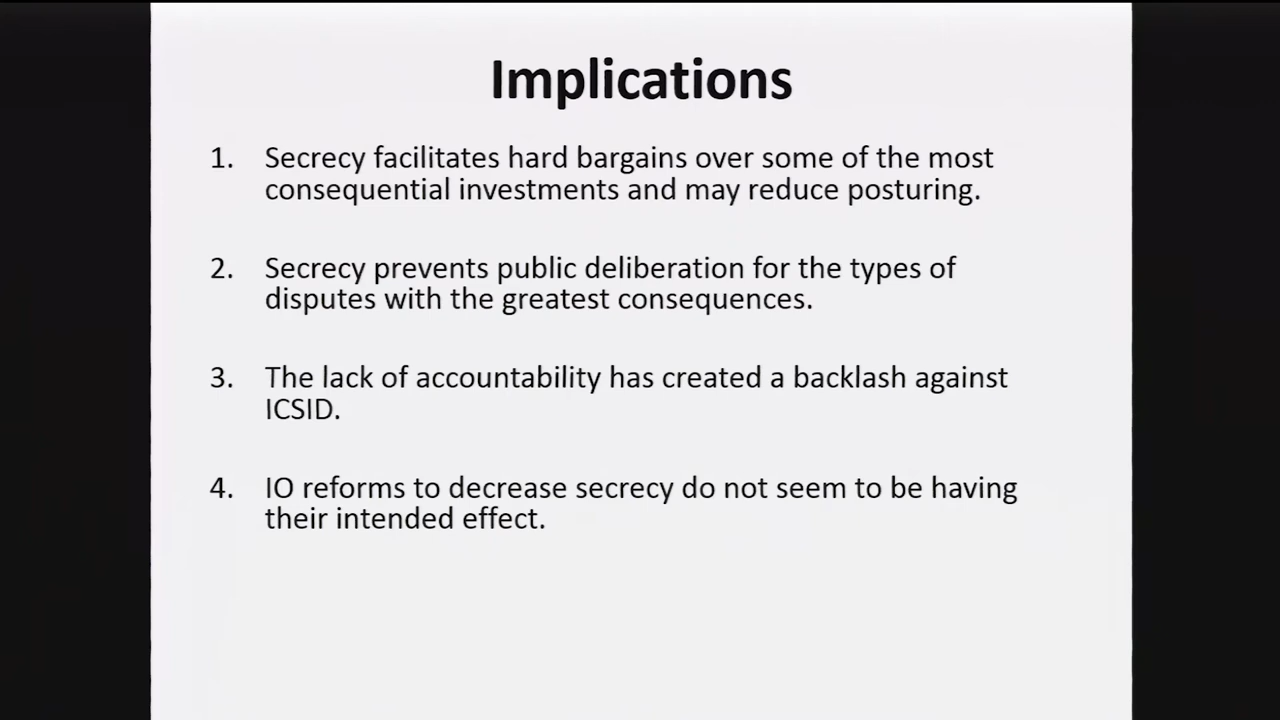 Implications
1. Secrecy facilitates hard bargains over some of the most
consequential investments and may reduce posturing.
2. Secrecy prevents public deliberation for the types of
disputes with the greatest consequences.
3. The lack of accountability has created a backlash against
ICSID.
4. IO reforms to decrease secrecy do not seem to be having
their intended effect.